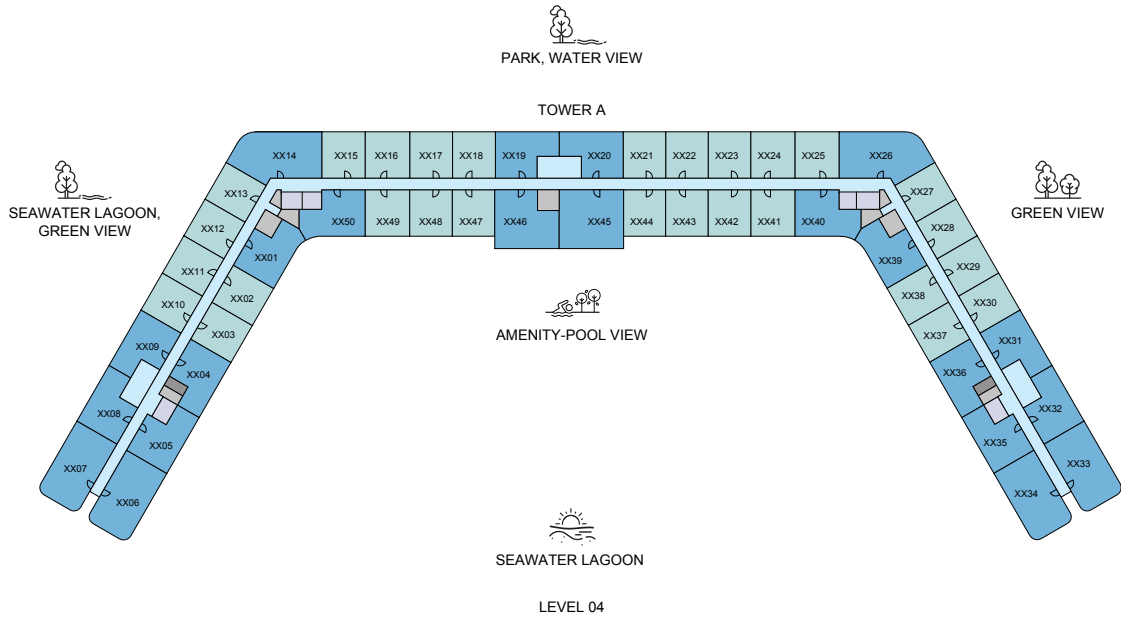 PARK, WATER VIEW
TOWER A
XX14
XX15
XX16
XX17
XX18
XX19
XX20
XX21
XX22
XX23
XX24
XX25
XX26
SEAWATER LAGOON,
GREEN VIEW
GREEN VIEW
XX13
XX12
XX11
XX10
XX09
XX08
XX07
XX01
XX02
XX03
XX04
XX05
XX06
XX50
XX49
XX48
XX47
XX46
XX45
XX44
XX43
XX42
XX41
XX40
XX27
XX28
XX29
XX30
XX31
XX32
XX33
XX39
XX38
XX37
XX36
XX35
XX34
AMENITY-POOL VIEW
SEAWATER LAGOON
LEVEL 04